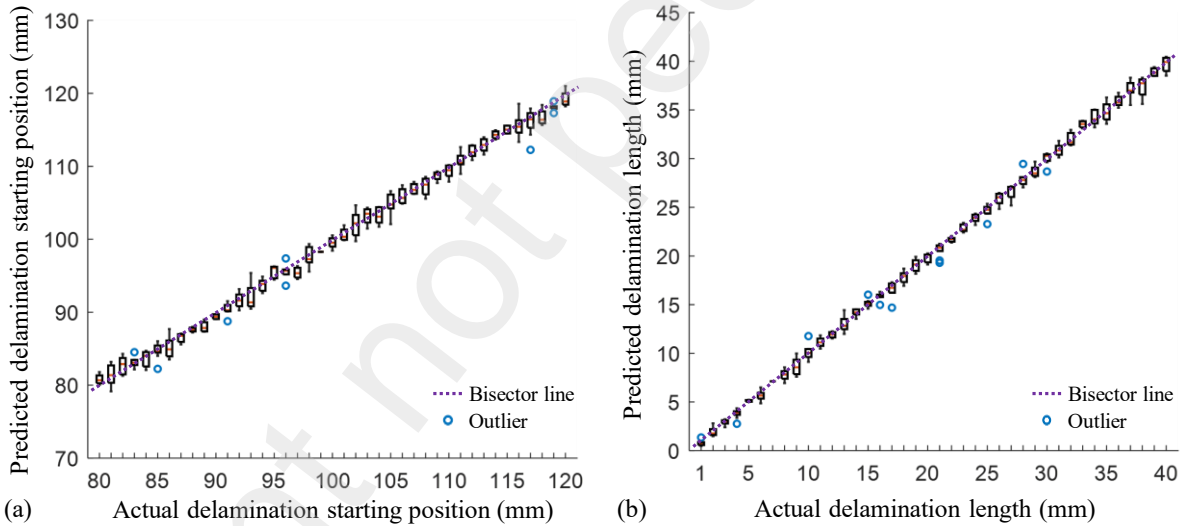 Predicted delamination starting position (mm)
130
120
110
100
90
80
70
80 85 90 95 100 105 110 115 120
Bisector line
Outlier
(a) Actual delamination starting position (mm)
Predicted delamination length (mm)
45
40
35
30
25
20
15
10
5
0
1 5 10 15 20 25 30 35 40
Bisector line
Outlier
(b) Actual delamination length (mm)
not